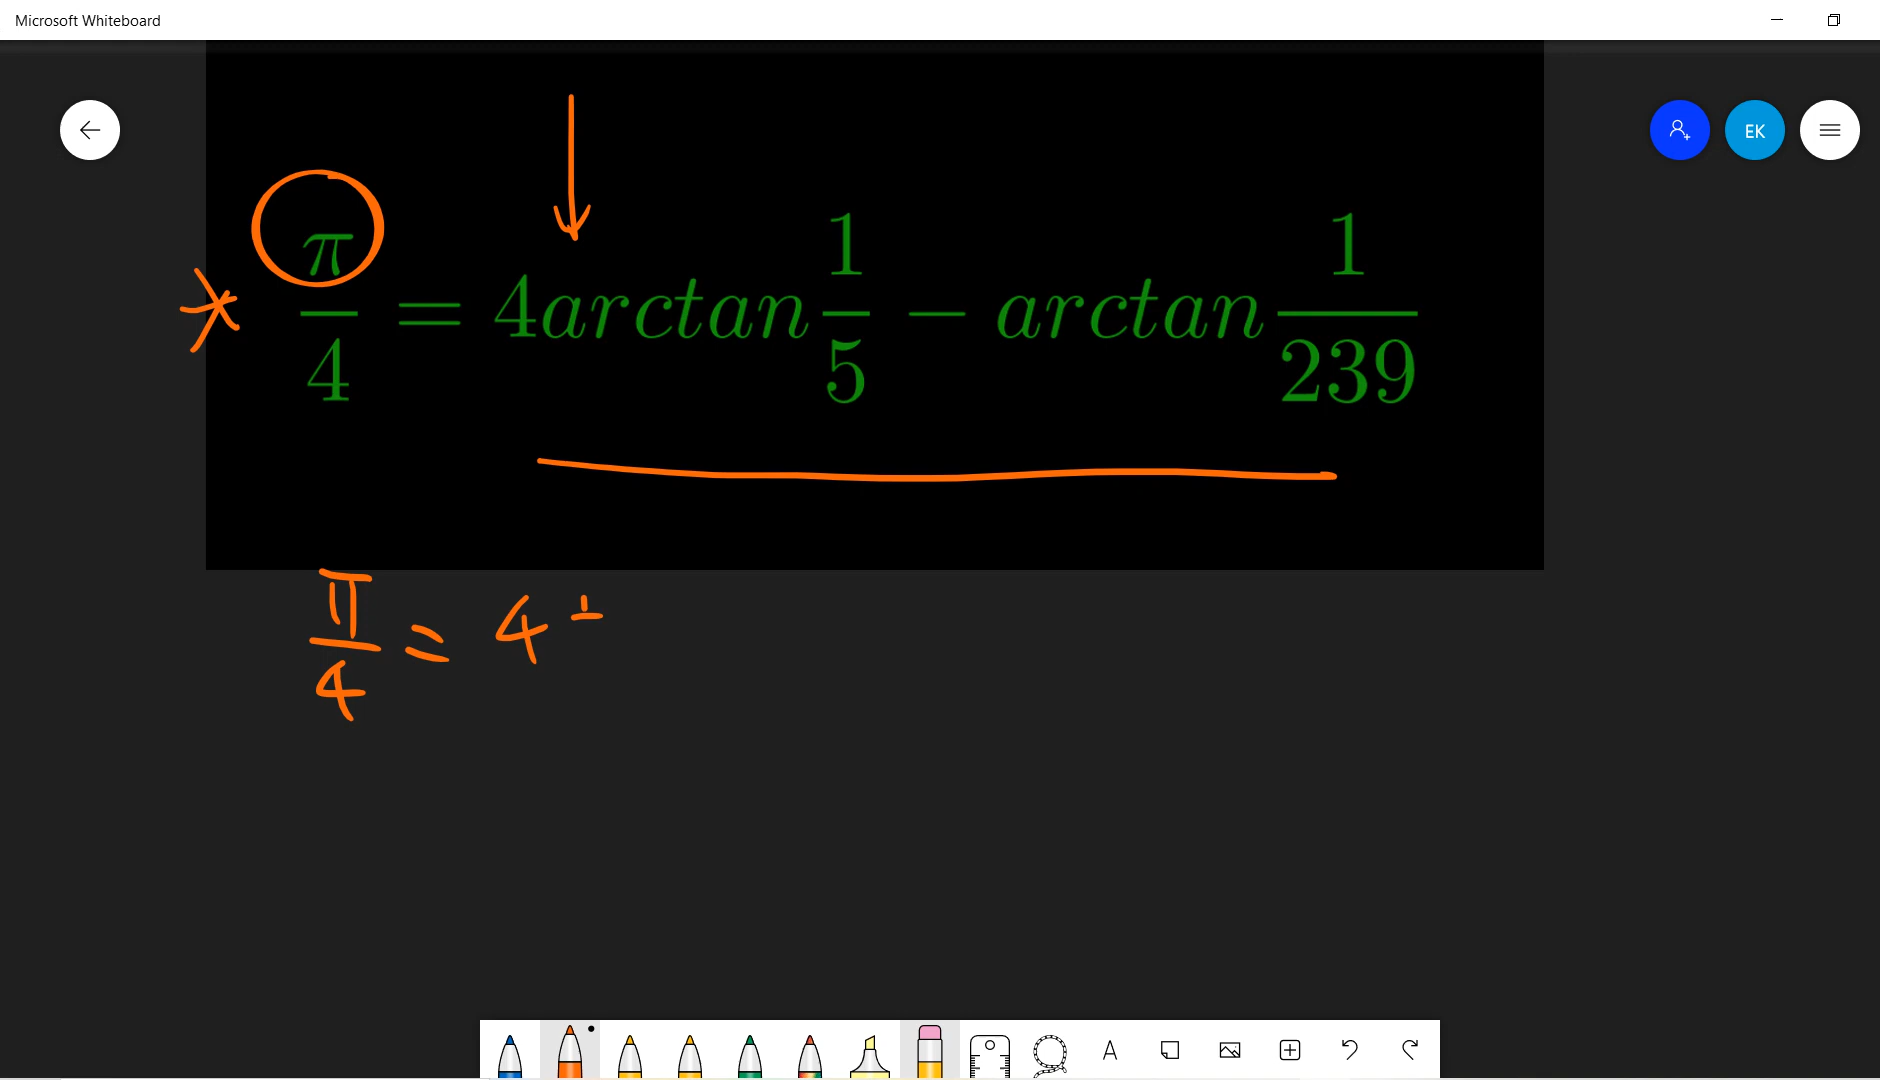 Microsoft Whiteboard
EK
π/4 = 4arctan 1/5 − arctan 1/239
π/4 = 4 1
A